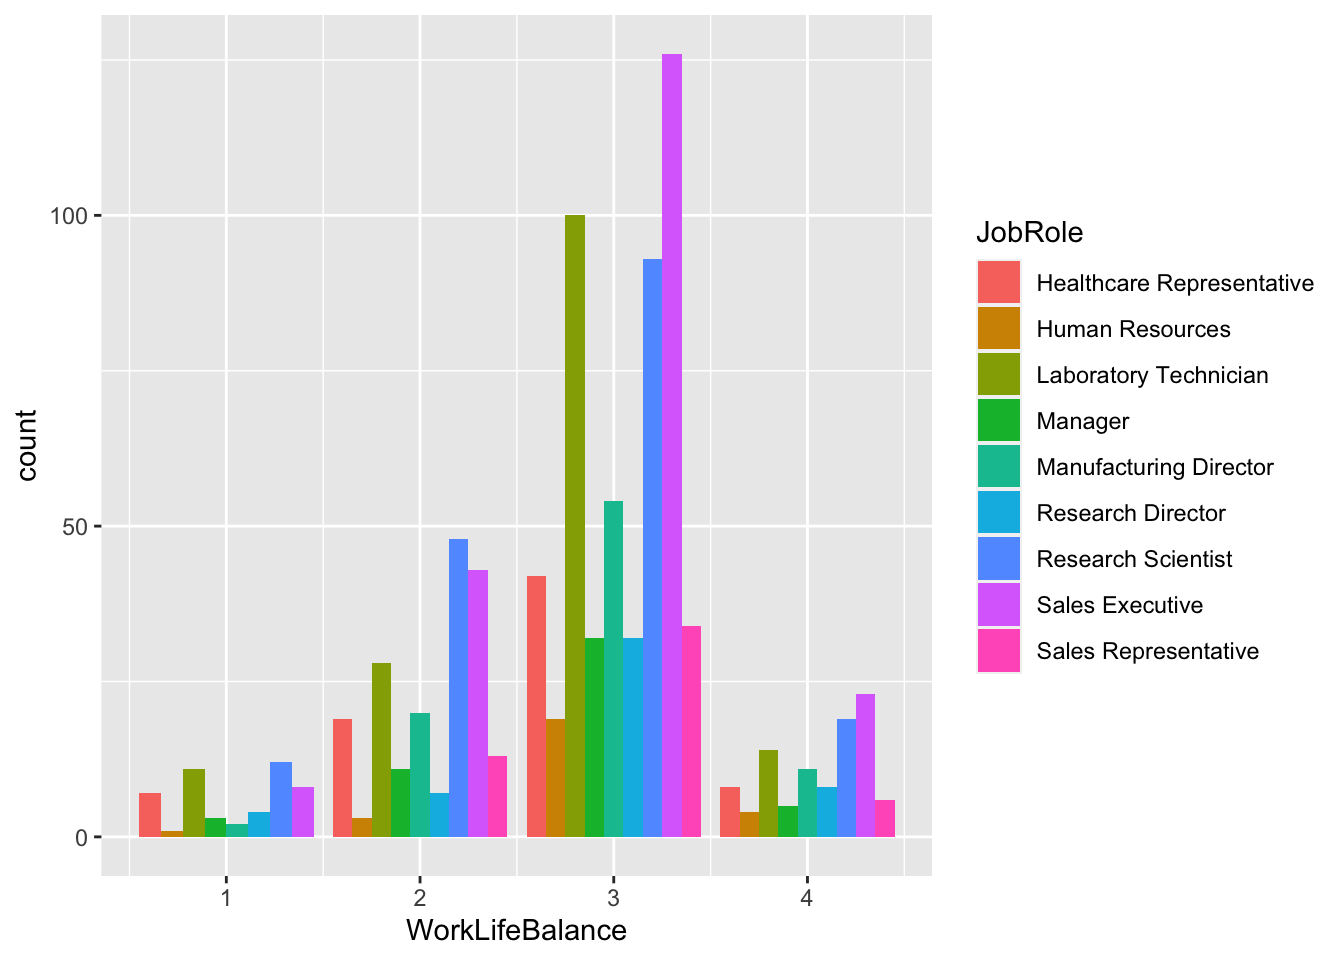 100
50
0
count
1 2 3 4
WorkLifeBalance
JobRole
Healthcare Representative
Human Resources
Laboratory Technician
Manager
Manufacturing Director
Research Director
Research Scientist
Sales Executive
Sales Representative